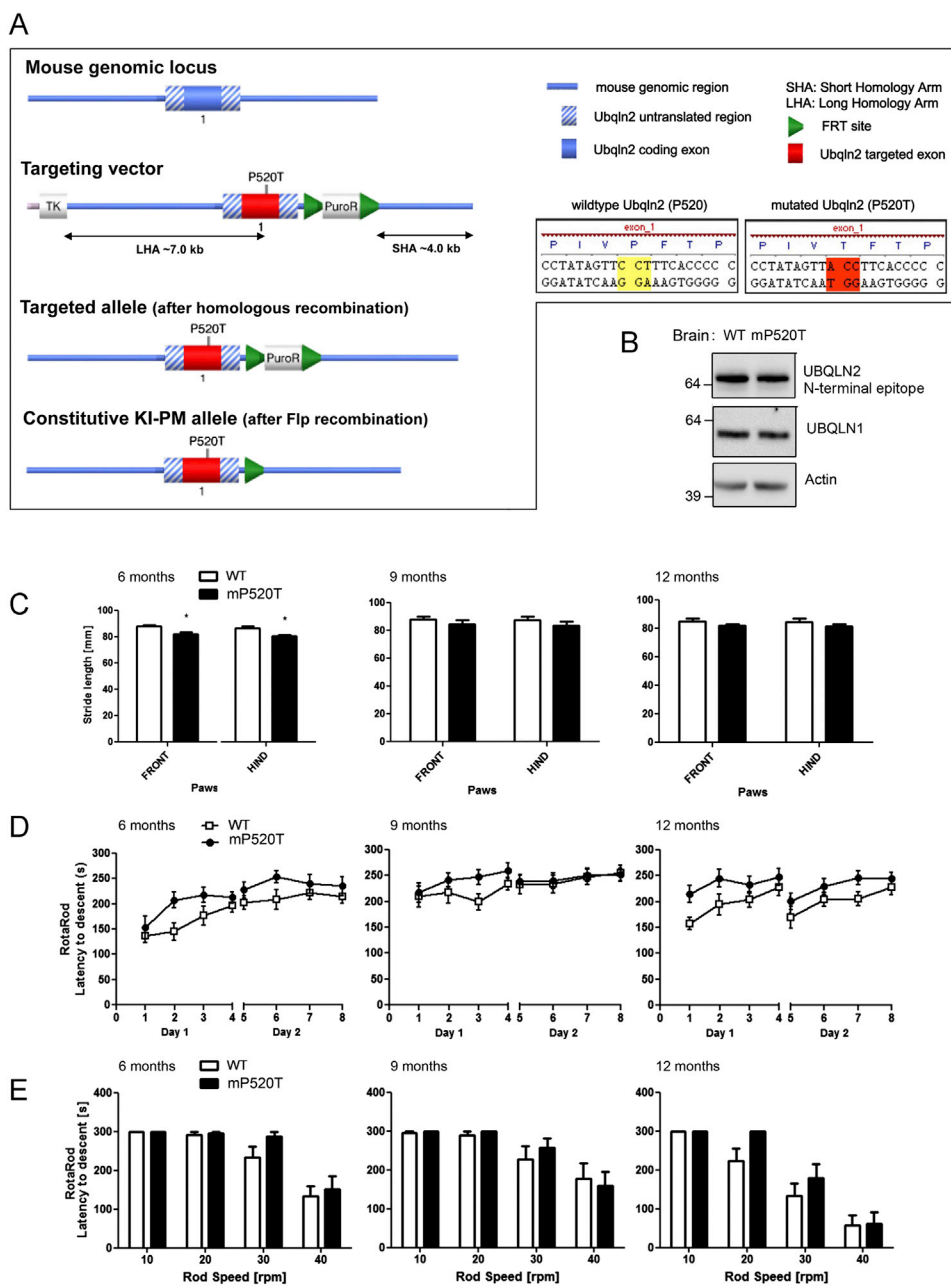 A
Mouse genomic locus
1
Targeting vector
P520T
TK
PuroR
1
LHA ~7.0 kb
SHA ~4.0 kb
Targeted allele (after homologous recombination)
P520T
PuroR
1
Constitutive KI-PM allele (after Flp recombination)
P520T
1
mouse genomic region
Ubqln2 untranslated region
Ubqln2 coding exon
SHA: Short Homology Arm
LHA: Long Homology Arm
FRT site
Ubqln2 targeted exon
wildtype Ubqln2 (P520)
exon_1
P I V P F T P
CCTATAGTTC CTTTCACCCC C
GGATATCAAG GAAAGTGGGG G
mutated Ubqln2 (P520T)
exon_1
P I V T F T P
CCTATAGTTA CCTTCACCCC C
GGATATCAAT GGAAGTGGGG G
B
Brain: WT mP520T
64
UBQLN2
N-terminal epitope
64
UBQLN1
39
Actin
C
6 months
WT
mP520T
9 months
12 months
Stride length [mm]
100
80
60
40
20
0
FRONT
HIND
Paws
100
80
60
40
20
0
FRONT
HIND
Paws
100
80
60
40
20
0
FRONT
HIND
Paws
* *
D
6 months
WT
mP520T
9 months
12 months
RotaRod
Latency to descent (s)
300
250
200
150
100
50
0
0 1 2 3 4 5 6 7 8
Day 1 Day 2
300
250
200
150
100
50
0
0 1 2 3 4 5 6 7 8
Day 1 Day 2
300
250
200
150
100
50
0
0 1 2 3 4 5 6 7 8
Day 1 Day 2
E
6 months
WT
mP520T
9 months
12 months
RotaRod
Latency to descent [s]
400
300
200
100
0
10 20 30 40
Rod Speed [rpm]
400
300
200
100
0
10 20 30 40
Rod Speed [rpm]
400
300
200
100
0
10 20 30 40
Rod Speed [rpm]